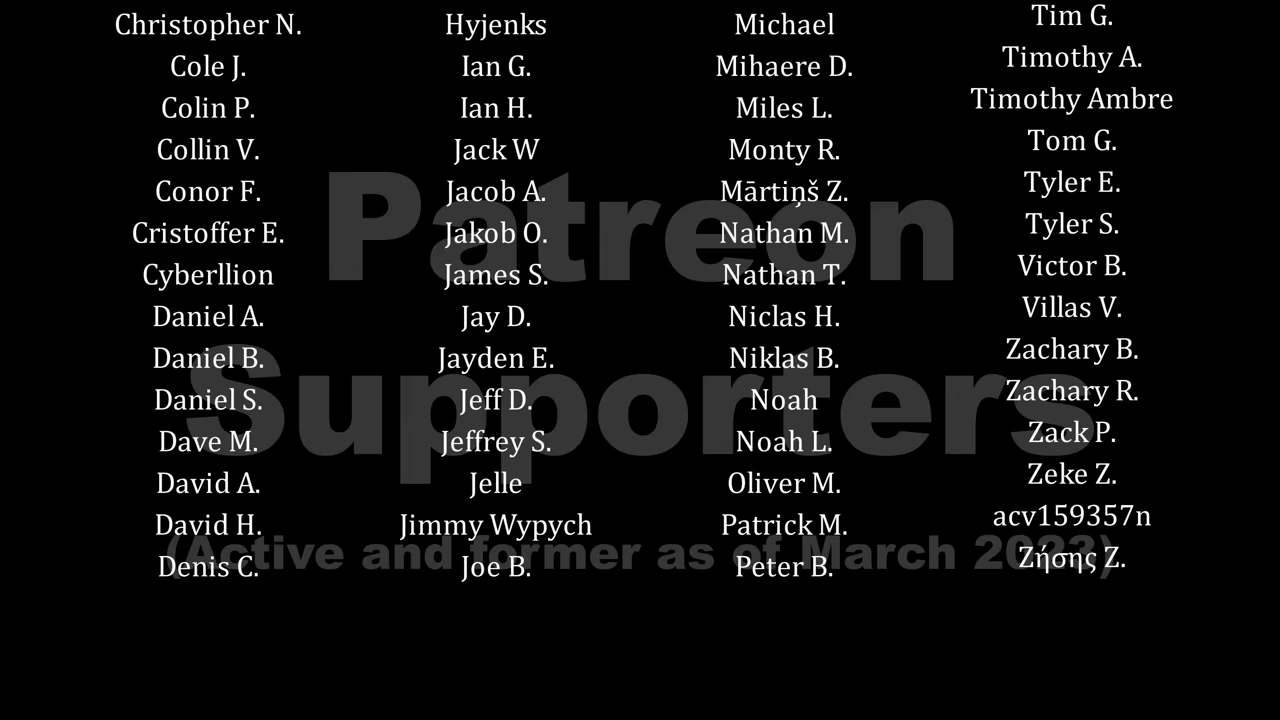 Christopher N.
Cole J.
Colin P.
Collin V.
Conor F.
Cristoffer E.
Cyberllion
Daniel A.
Daniel B.
Daniel S.
Dave M.
David A.
David H.
Denis C.
Hyjenks
Ian G.
Ian H.
Jack W
Jacob A.
Jakob O.
James S.
Jay D.
Jayden E.
Jeff D.
Jeffrey S.
Jelle
Jimmy Wypych
Joe B.
Michael
Mihaere D.
Miles L.
Monty R.
Mārtiņš Z.
Nathan M.
Nathan T.
Niclas H.
Niklas B.
Noah
Noah L.
Oliver M.
Patrick M.
Peter B.
Tim G.
Timothy A.
Timothy Ambre
Tom G.
Tyler E.
Tyler S.
Victor B.
Villas V.
Zachary B.
Zachary R.
Zack P.
Zeke Z.
acv159357n
Ζήσης Ζ.
Patreon
Supporters
(Active and former as of March 2023)